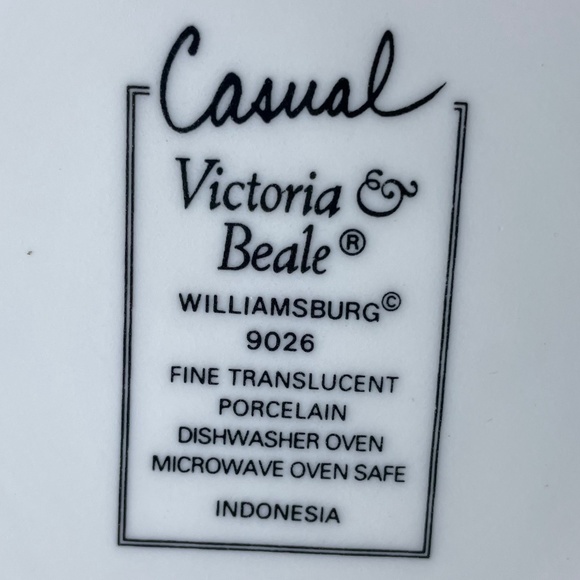 Casual
Victoria &
Beale®
WILLIAMSBURG©
9026
FINE TRANSLUCENT
PORCELAIN
DISHWASHER OVEN
MICROWAVE OVEN SAFE
INDONESIA